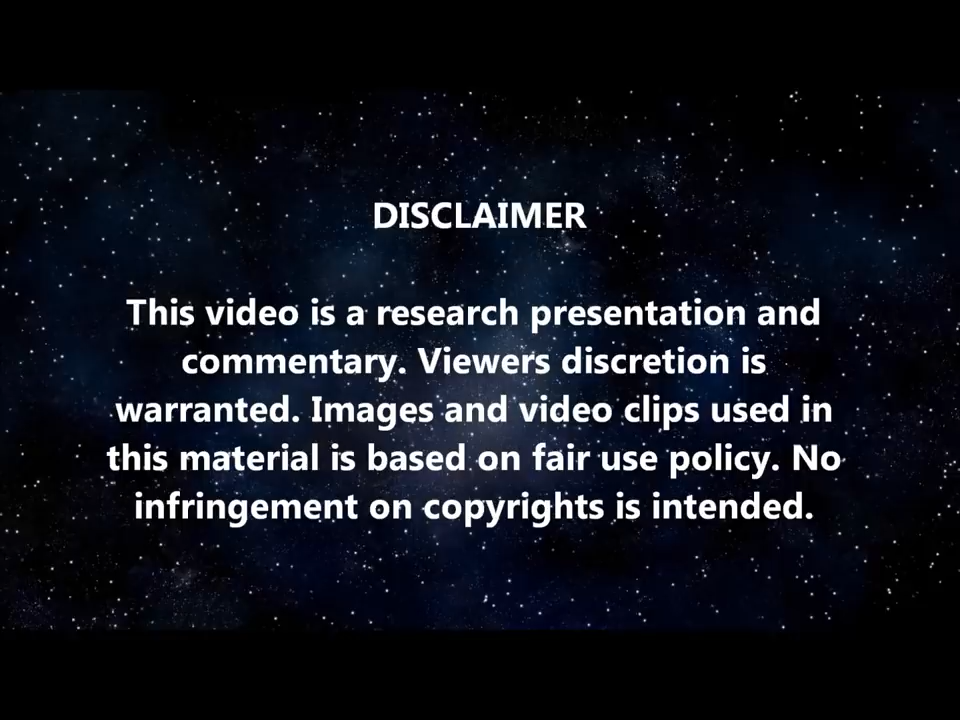 DISCLAIMER
This video is a research presentation and
commentary. Viewers discretion is
warranted. Images and video clips used in
this material is based on fair use policy. No
infringement on copyrights is intended.